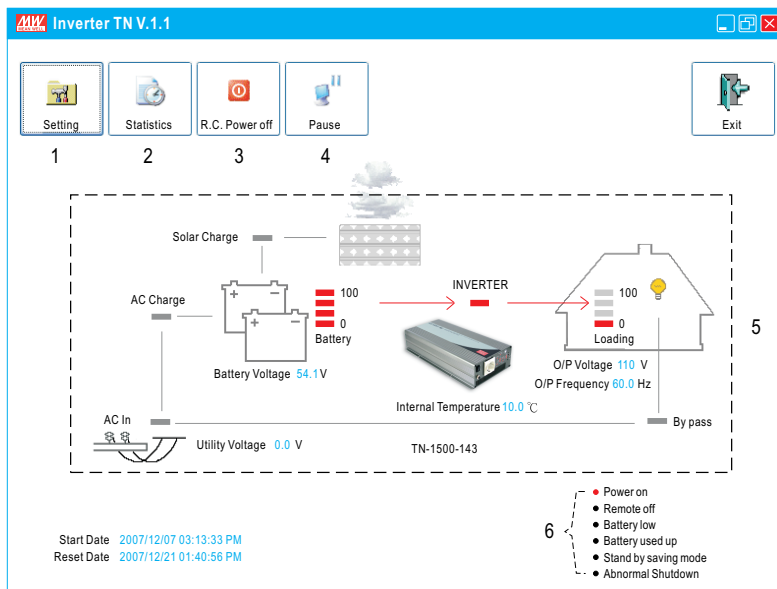 MW
MEAN WELL
Inverter TN V.1.1
Setting
Statistics
R.C. Power off
Pause
Exit
1
2
3
4
Solar Charge
AC Charge
+ −
+ −
100
0
Battery
Battery Voltage 54.1 V
INVERTER
100
0
Loading
O/P Voltage 110 V
O/P Frequency 60.0 Hz
Internal Temperature 10.0 ℃
5
AC In
Utility Voltage 0.0 V
TN-1500-143
By pass
6
Power on
Remote off
Battery low
Battery used up
Stand by saving mode
Abnormal Shutdown
Start Date 2007/12/07 03:13:33 PM
Reset Date 2007/12/21 01:40:56 PM